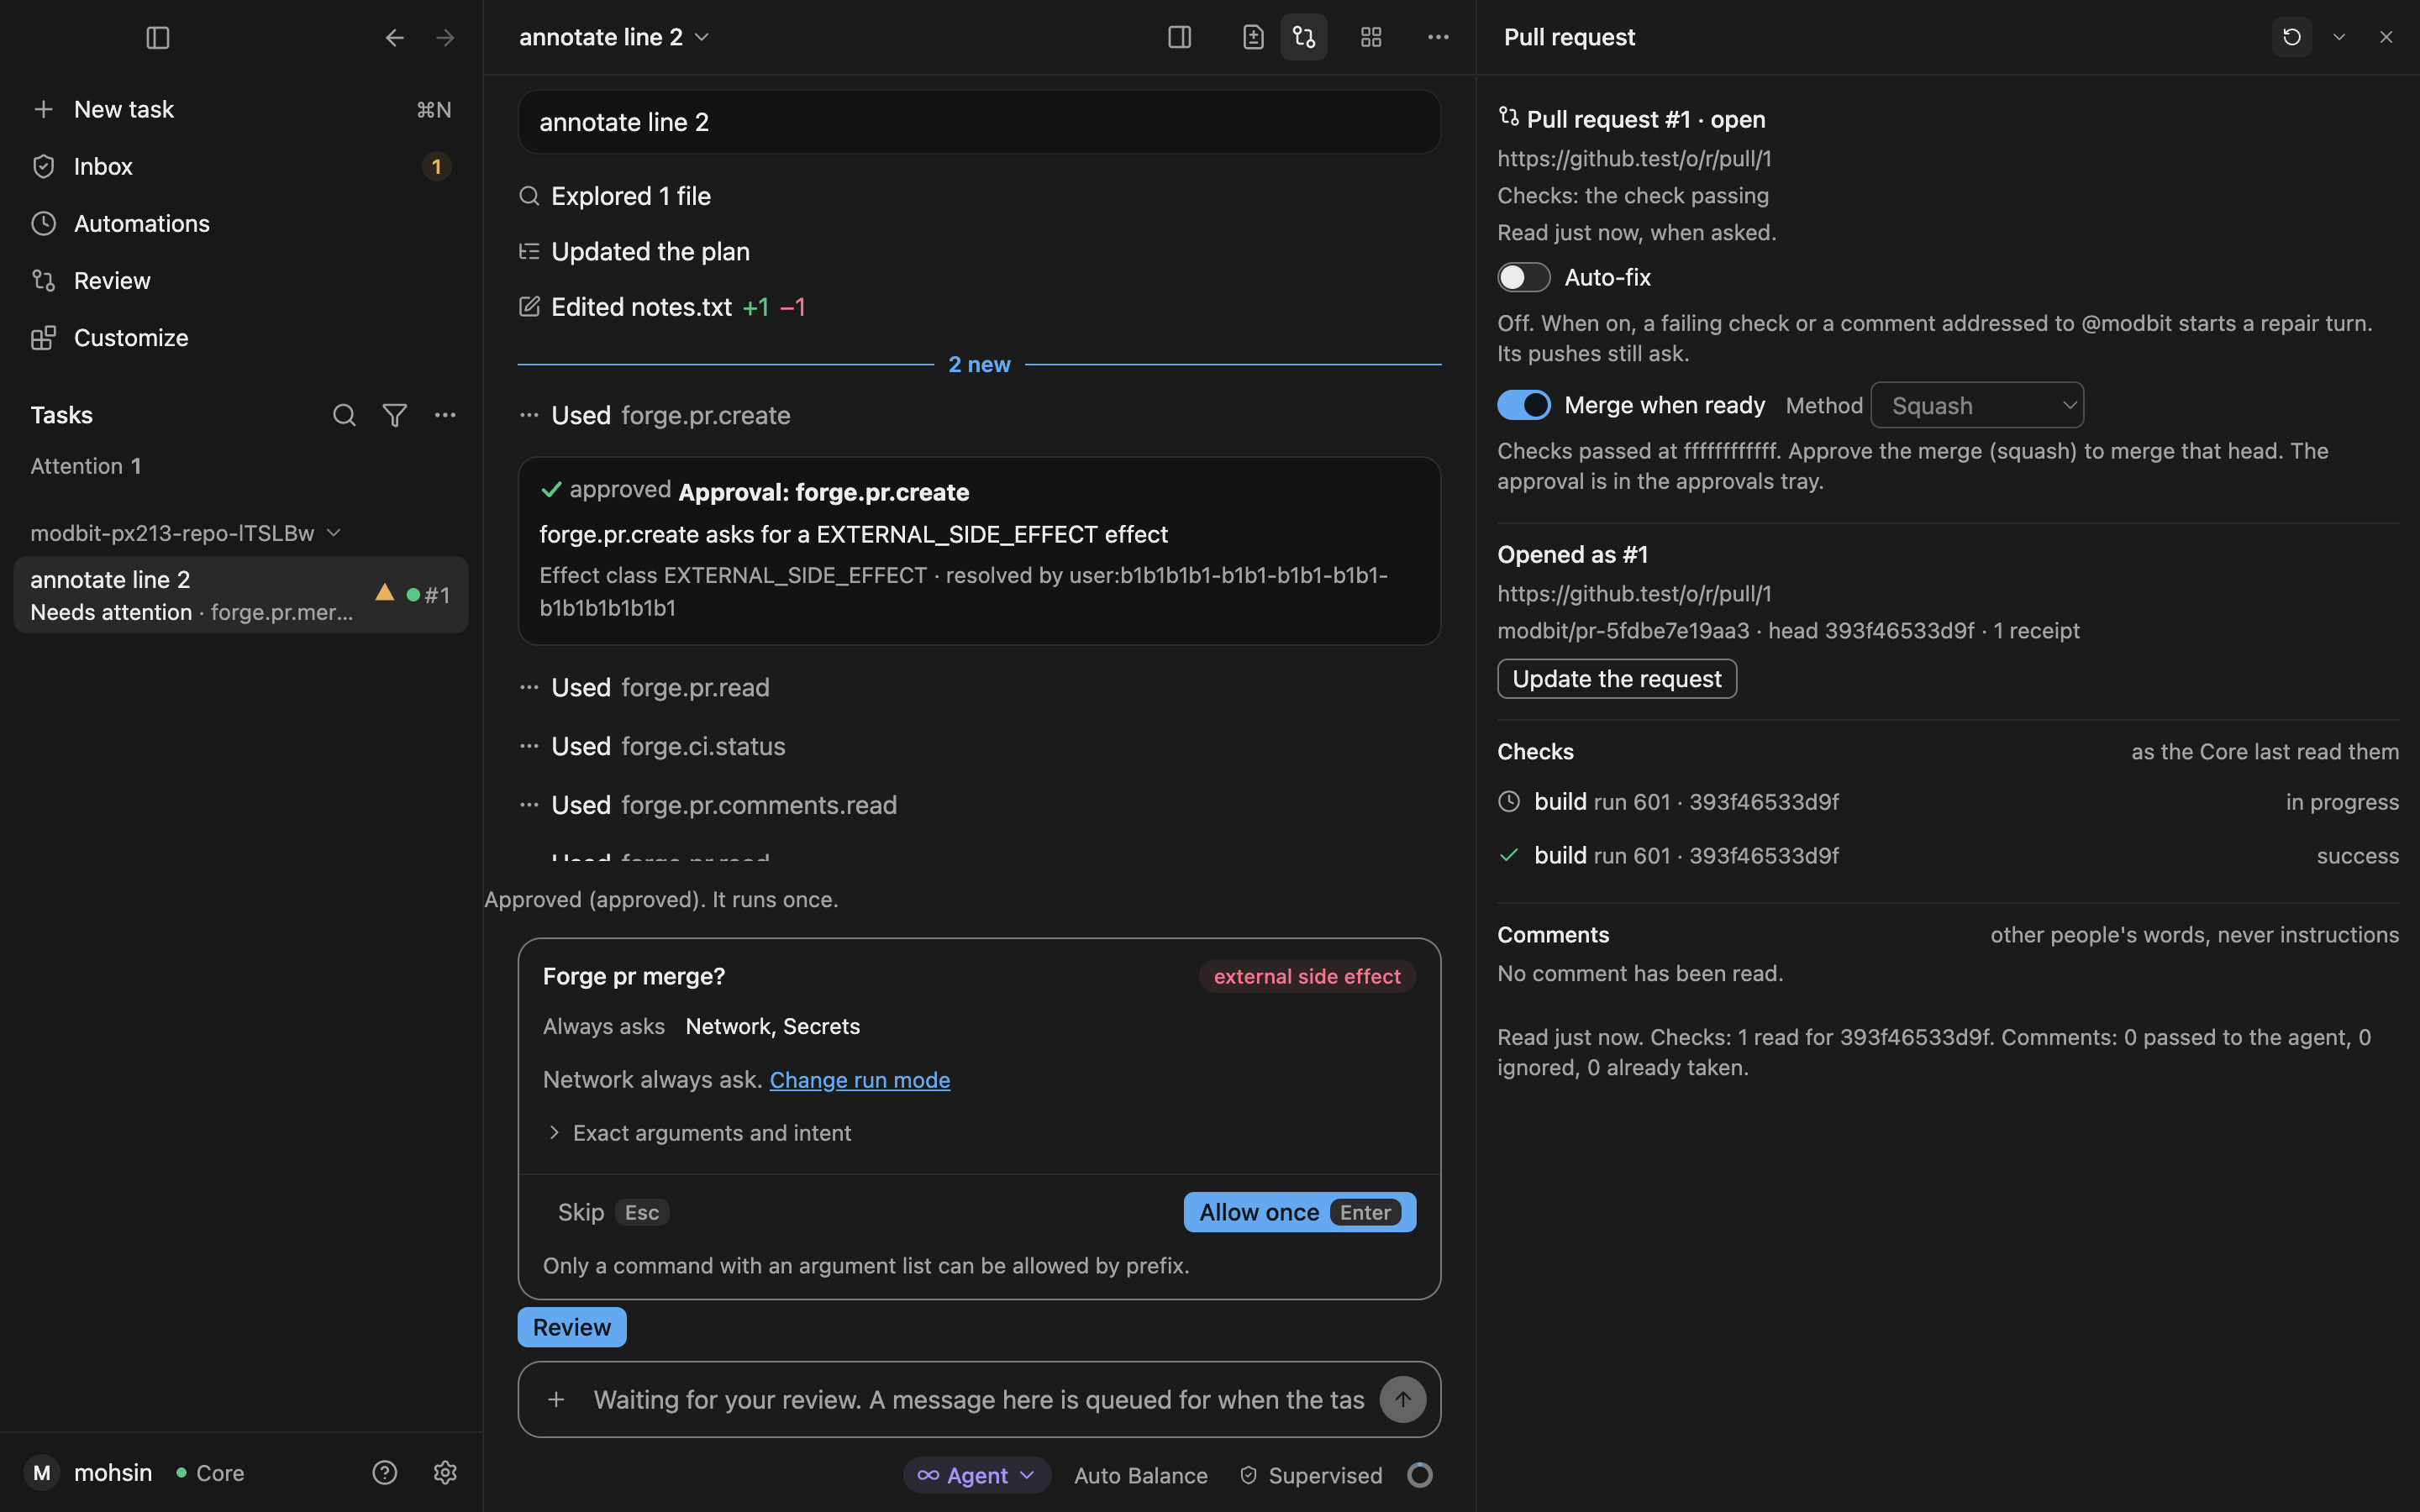 New task ⌘N
Inbox 1
Automations
Review
Customize
Tasks
Attention 1
modbit-px213-repo-lTSLBw
annotate line 2
Needs attention · forge.pr.mer... #1
M mohsin Core
annotate line 2
annotate line 2
Explored 1 file
Updated the plan
Edited notes.txt +1 −1
2 new
Used forge.pr.create
approved Approval: forge.pr.create
forge.pr.create asks for a EXTERNAL_SIDE_EFFECT effect
Effect class EXTERNAL_SIDE_EFFECT · resolved by user:b1b1b1b1-b1b1-b1b1-b1b1-
b1b1b1b1b1b1
Used forge.pr.read
Used forge.ci.status
Used forge.pr.comments.read
Used forge.pr.read
Approved (approved). It runs once.
Forge pr merge? external side effect
Always asks Network, Secrets
Network always ask. Change run mode
Exact arguments and intent
Skip Esc Allow once Enter
Only a command with an argument list can be allowed by prefix.
Review
Waiting for your review. A message here is queued for when the tas
Agent Auto Balance Supervised
Pull request
Pull request #1 · open
https://github.test/o/r/pull/1
Checks: the check passing
Read just now, when asked.
Auto-fix
Off. When on, a failing check or a comment addressed to @modbit starts a repair turn.
Its pushes still ask.
Merge when ready Method Squash
Checks passed at ffffffffffff. Approve the merge (squash) to merge that head. The
approval is in the approvals tray.
Opened as #1
https://github.test/o/r/pull/1
modbit/pr-5fdbe7e19aa3 · head 393f46533d9f · 1 receipt
Update the request
Checks as the Core last read them
build run 601 · 393f46533d9f in progress
build run 601 · 393f46533d9f success
Comments other people's words, never instructions
No comment has been read.
Read just now. Checks: 1 read for 393f46533d9f. Comments: 0 passed to the agent, 0
ignored, 0 already taken.